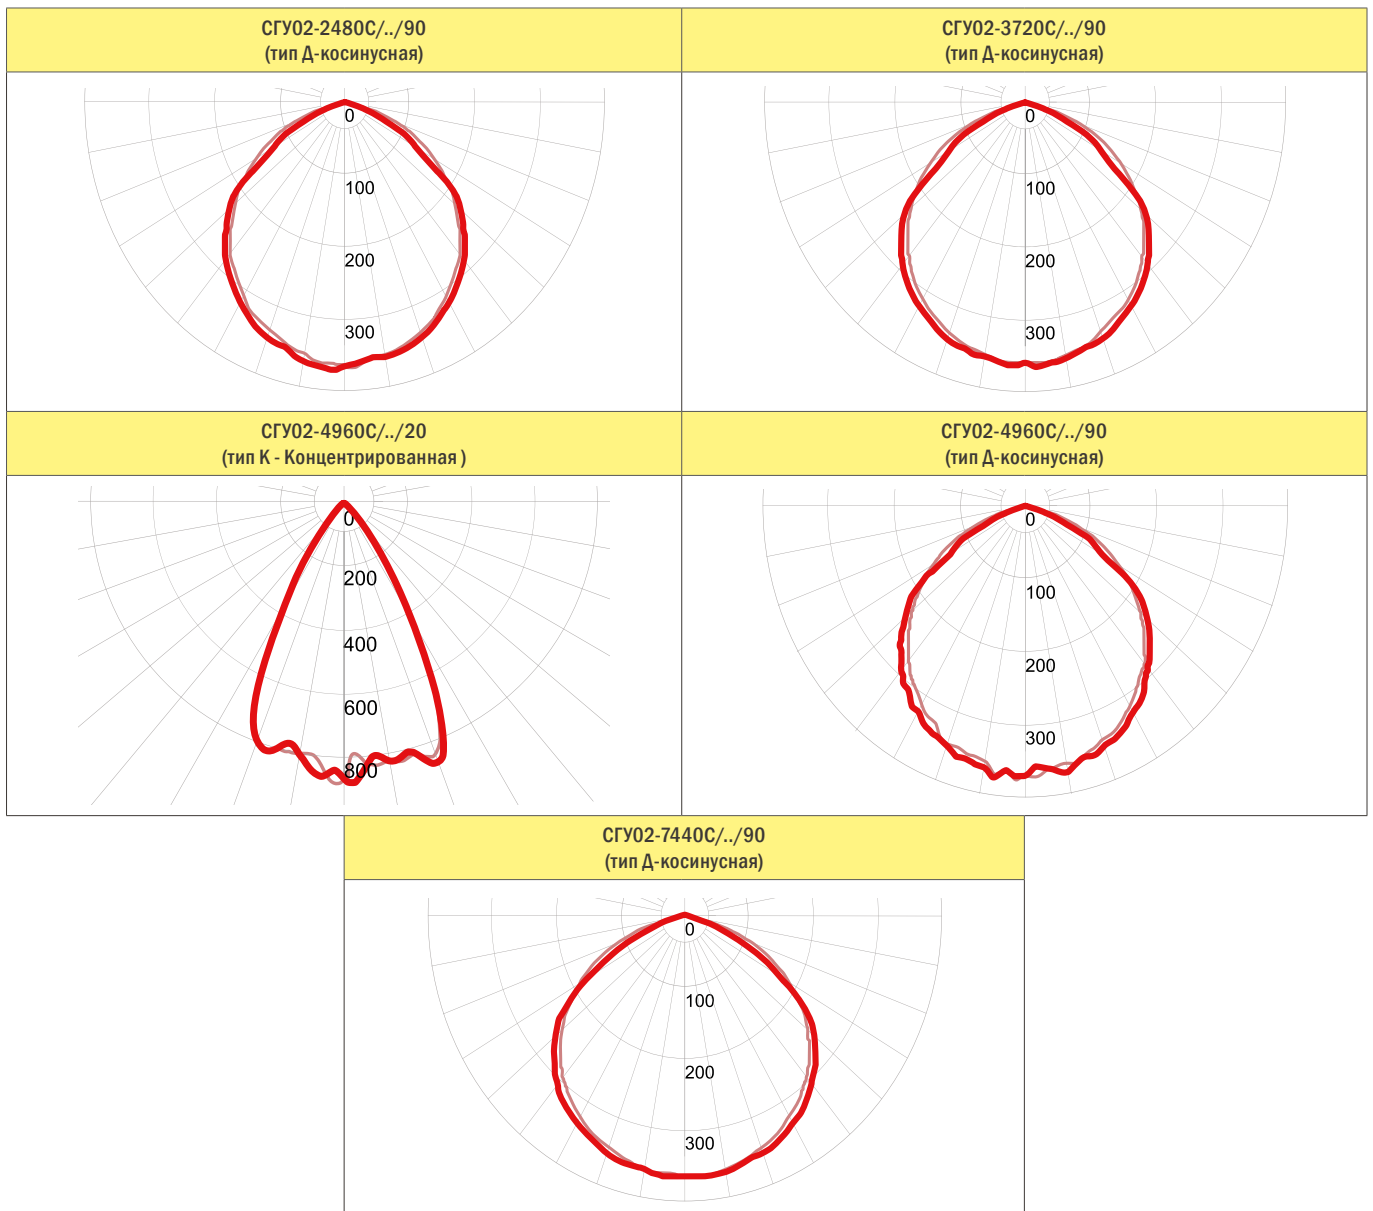 СГУ02-2480С/../90
(тип Д-косинусная)
СГУ02-3720С/../90
(тип Д-косинусная)
0
100
200
300
0
100
200
300
СГУ02-4960С/../20
(тип К - Концентрированная )
СГУ02-4960С/../90
(тип Д-косинусная)
0
200
400
600
800
0
100
200
300
СГУ02-7440С/../90
(тип Д-косинусная)
0
100
200
300